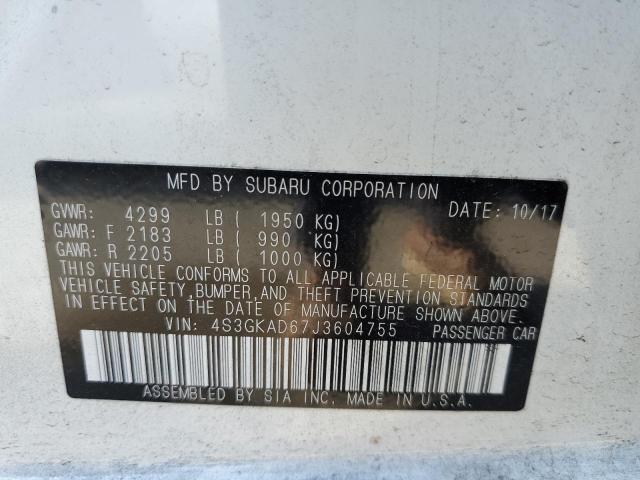 MFD BY SUBARU CORPORATION
GVWR: 4299 LB ( 1950 KG) DATE: 10/17
GAWR: F 2183 LB ( 990 KG)
GAWR: R 2205 LB ( 1000 KG)
THIS VEHICLE CONFORMS TO ALL APPLICABLE FEDERAL MOTOR
VEHICLE SAFETY, BUMPER, AND THEFT PREVENTION STANDARDS
IN EFFECT ON THE DATE OF MANUFACTURE SHOWN ABOVE.
VIN: 4S3GKAD67J3604755 PASSENGER CAR
ASSEMBLED BY SIA INC. MADE IN U.S.A.